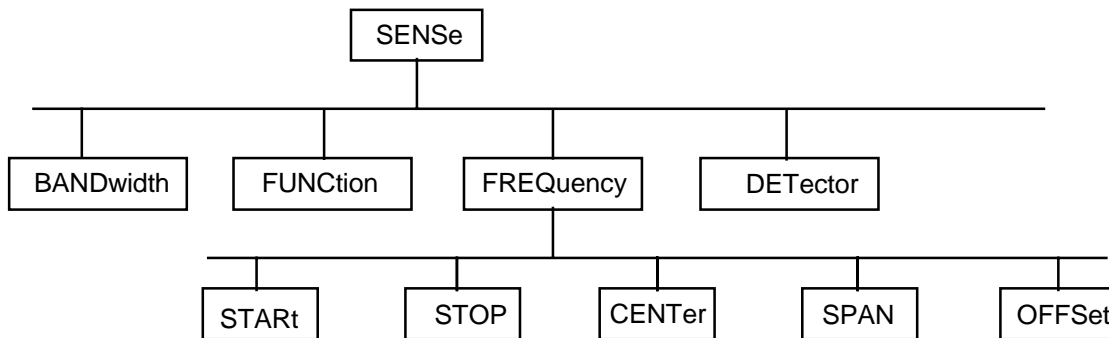 SENSe
BANDwidth FUNCtion FREQuency DETector
STARt STOP CENTer SPAN OFFSet